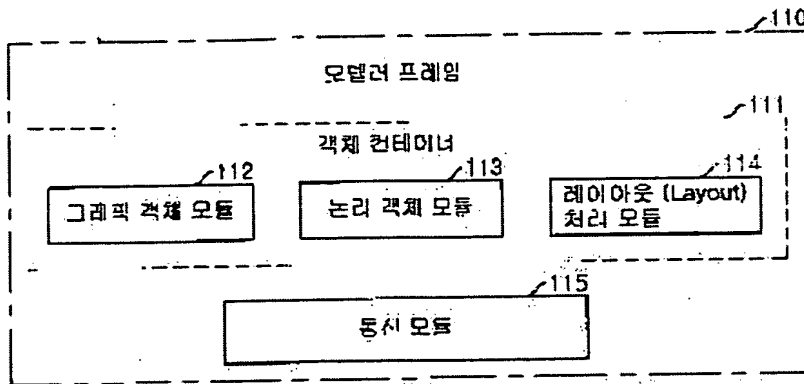 110
모델러 프레임
111
객체 컨테이너
112
113
114
그래픽 객체 모듈
논리 객체 모듈
레이아웃 (Layout)
처리 모듈
115
통신 모듈